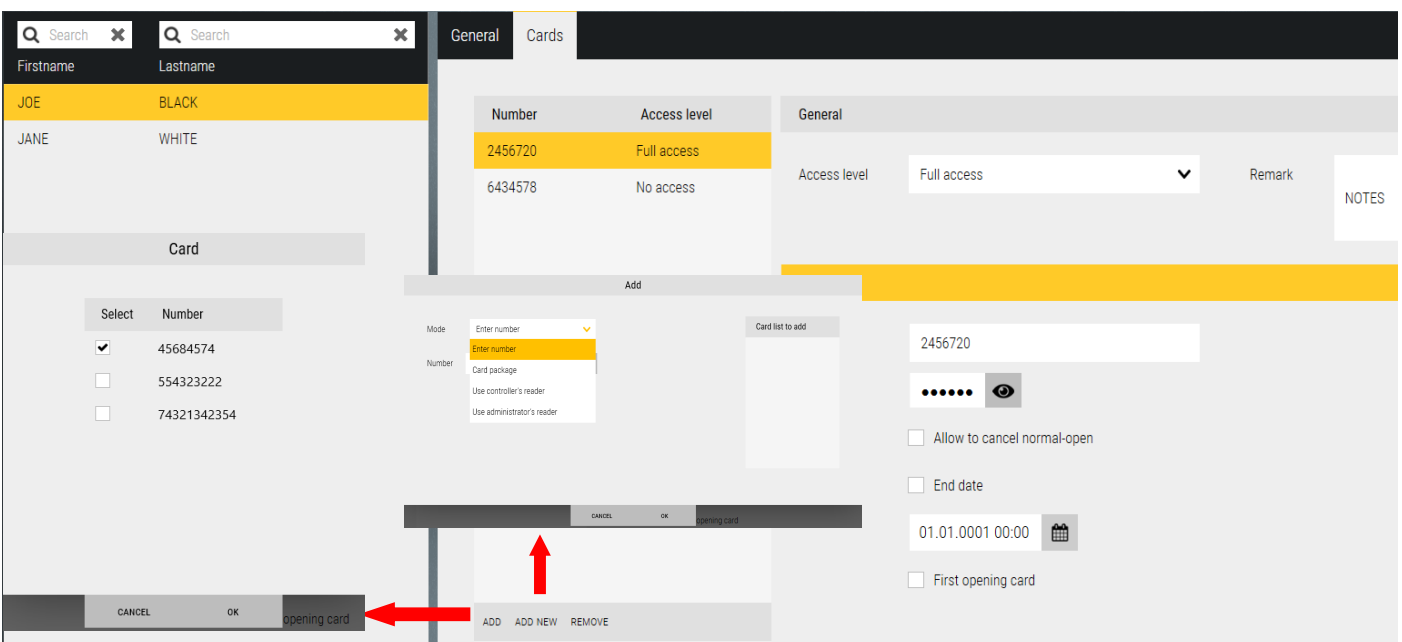 Search
Search
Firstname Lastname
JOE BLACK
JANE WHITE
Card
Select Number
45684574
554323222
74321342354
CANCEL OK
opening card
General Cards
Number Access level
2456720 Full access
6434578 No access
General
Access level Full access Remark NOTES
Add
Mode Enter number
Enter number
Card package
Use controller's reader
Use administrator's reader
Number
Card list to add
CANCEL OK
opening card
2456720
••••••
Allow to cancel normal-open
End date
01.01.0001 00:00
First opening card
ADD ADD NEW REMOVE